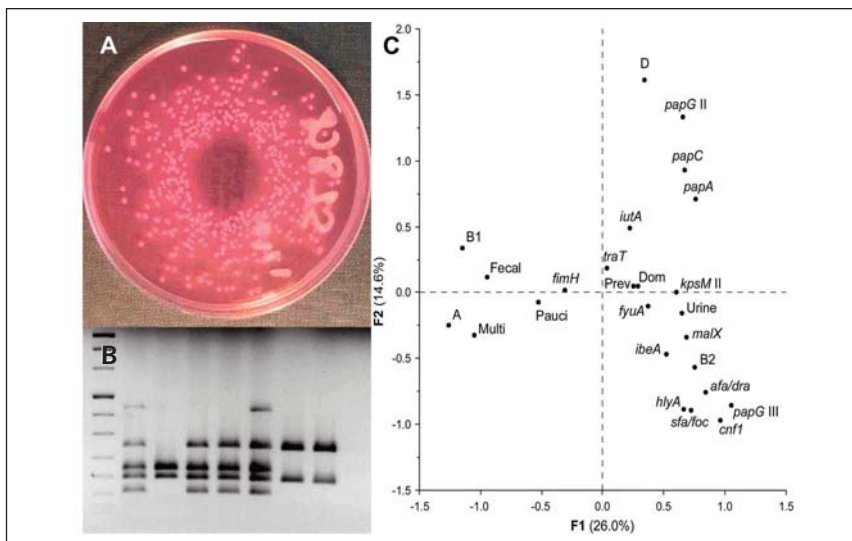 A
B
C
2.0
1.5
1.0
0.5
0.0
-0.5
-1.0
-1.5
F2 (14.6%)
D
papG II
papC
papA
iutA
B1
traT
Fecal
fimH
Prev Dom
kpsM II
Pauci
fyuA
Urine
A
Multi
malX
ibeA
B2
afa/dra
hlyA
papG III
sfa/foc
cnf1
-1.5 -1.0 -0.5 0.0 0.5 1.0 1.5
F1 (26.0%)